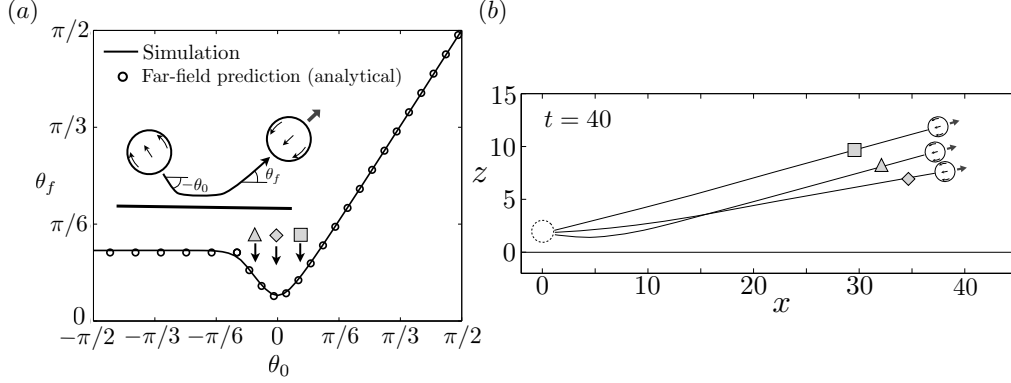 (a)
π/2
π/3
θf
π/6
0
Simulation
Far-field prediction (analytical)
−θ0
θf
−π/2
−π/3
−π/6
0
π/6
π/3
π/2
θ0
(b)
15
10
z
5
0
t = 40
0
10
20
30
40
x